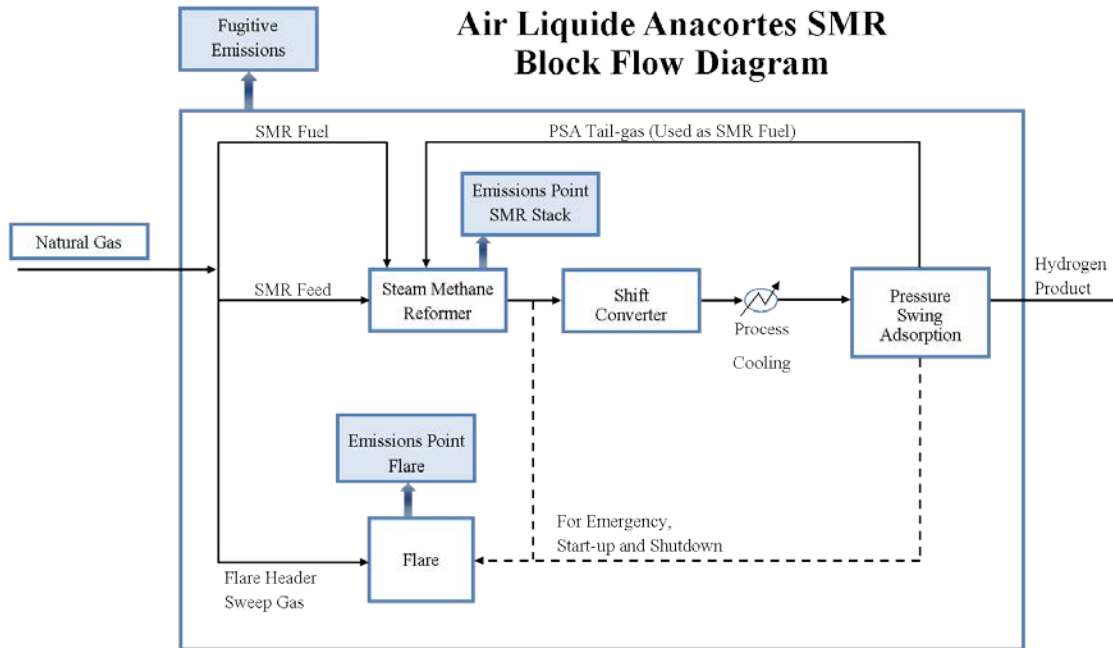 Air Liquide Anacortes SMR
Block Flow Diagram
Fugitive
Emissions
SMR Fuel
PSA Tail-gas (Used as SMR Fuel)
Emissions Point
SMR Stack
Natural Gas
SMR Feed
Steam Methane
Reformer
Shift
Converter
Process
Cooling
Pressure
Swing
Adsorption
Hydrogen
Product
Emissions Point
Flare
Flare
For Emergency,
Start-up and Shutdown
Flare Header
Sweep Gas